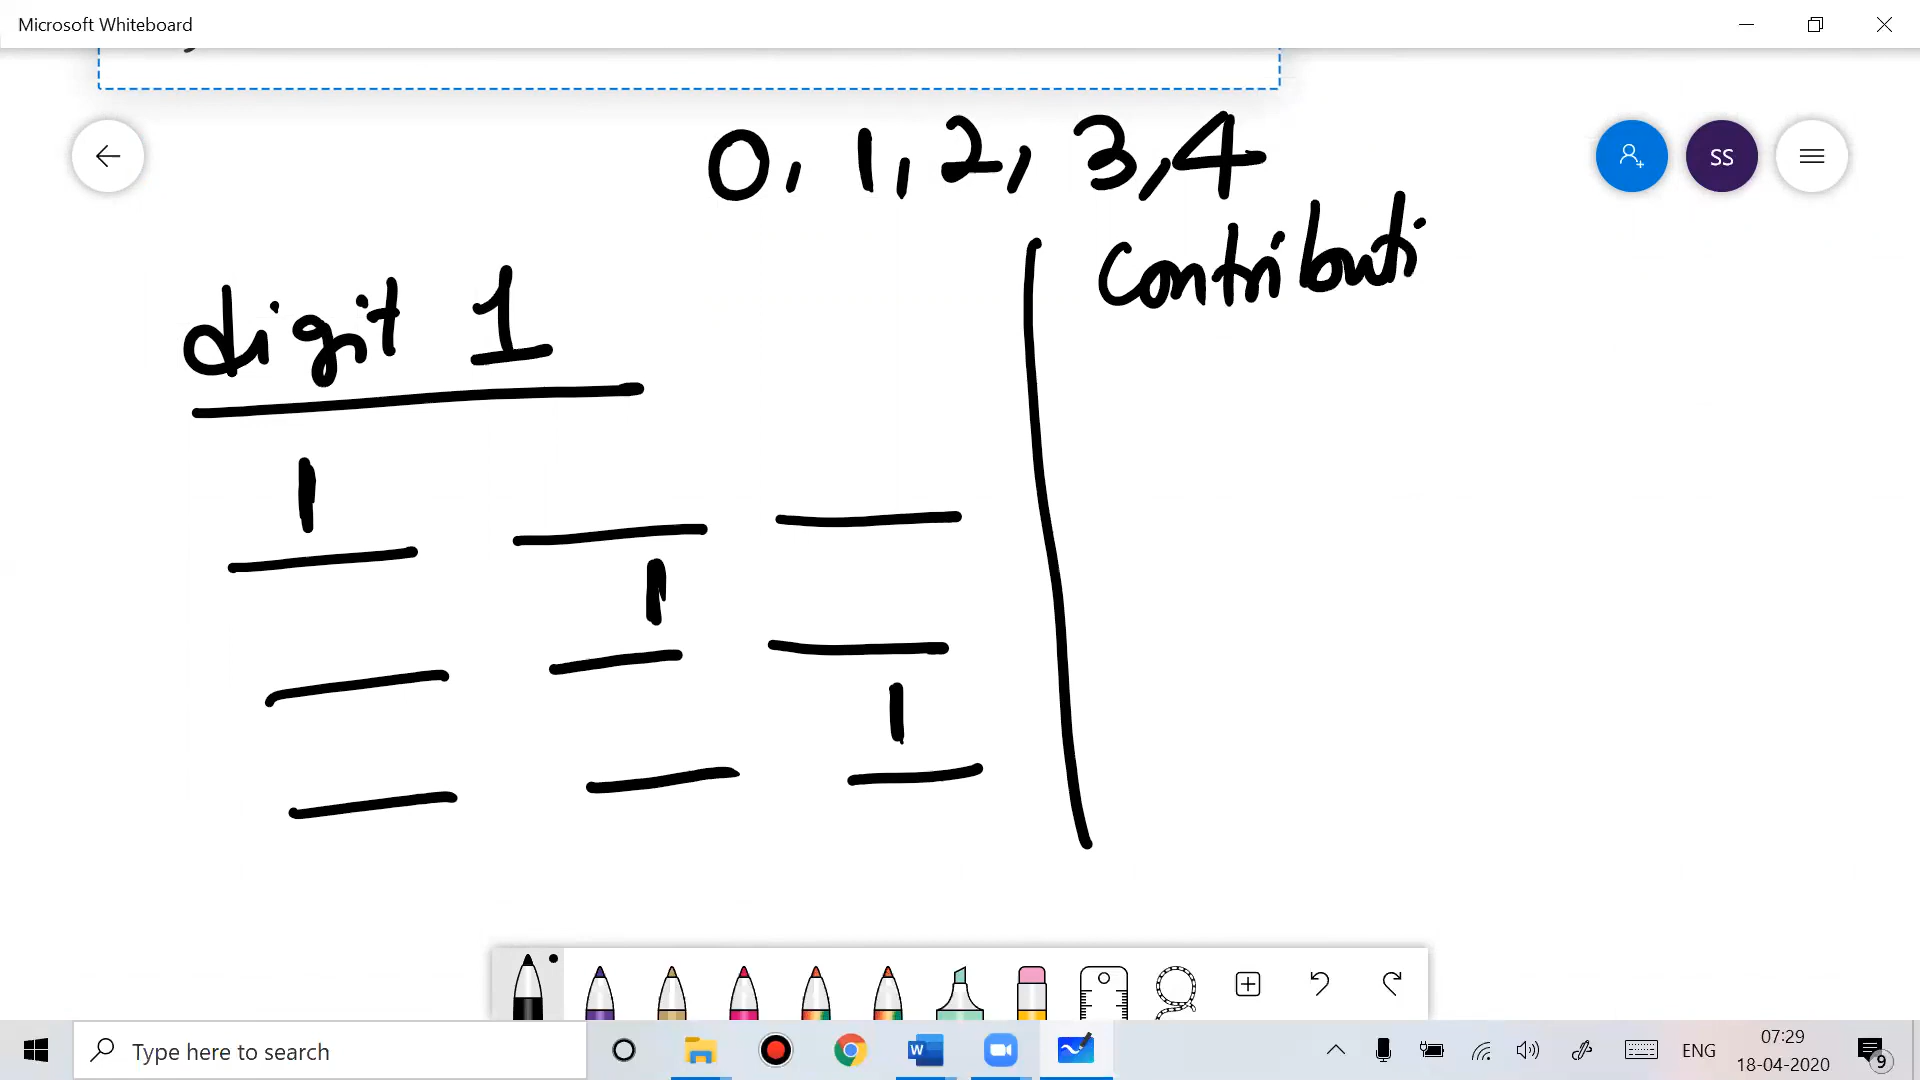 Microsoft Whiteboard
0, 1, 2, 3, 4
SS
contributi
digit 1
1
1
1
Type here to search
W
ENG
07:29
18-04-2020
9